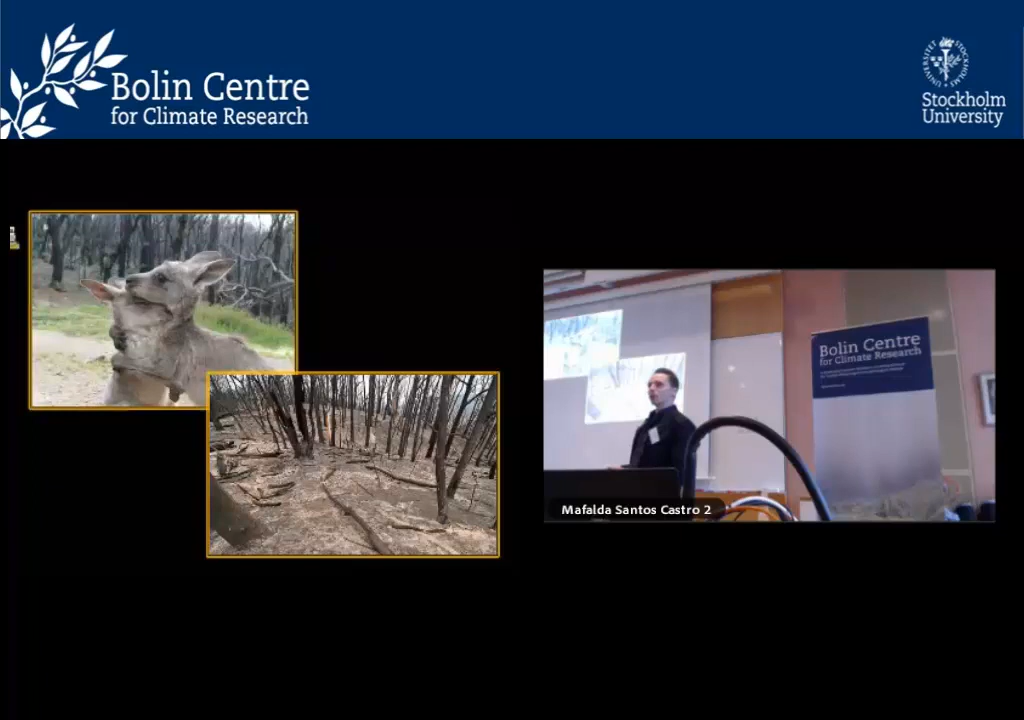 Bolin Centre
for Climate Research
Stockholm
University
Bolin Centre
for Climate Research
Mafalda Santos Castro 2